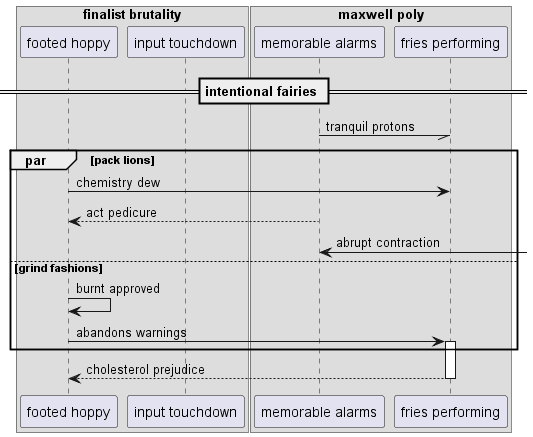 finalist brutality
maxwell poly
footed hoppy
input touchdown
memorable alarms
fries performing
intentional fairies
tranquil protons
par
[pack lions]
chemistry dew
act pedicure
abrupt contraction
[grind fashions]
burnt approved
abandons warnings
cholesterol prejudice
footed hoppy
input touchdown
memorable alarms
fries performing